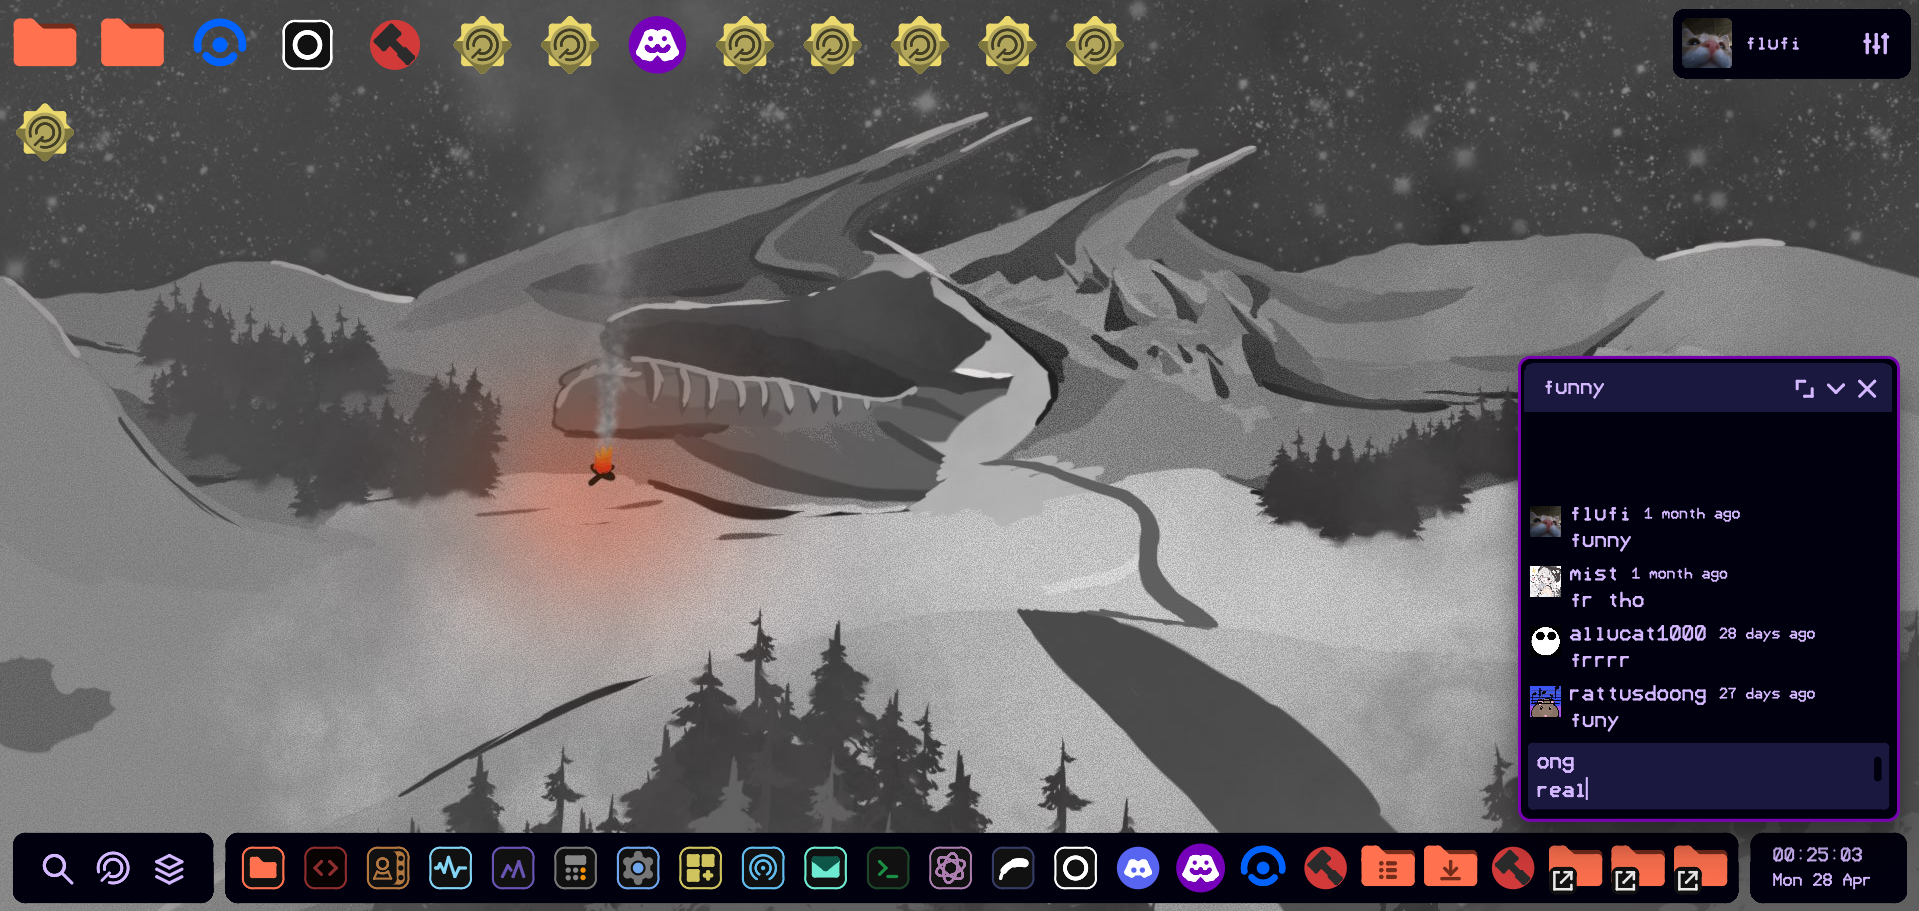 flufi
funny
flufi 1 month ago
funny
mist 1 month ago
fr tho
allucat1000 28 days ago
frrrr
rattusdoong 27 days ago
funy
ong
real
00:25:03
Mon 28 Apr